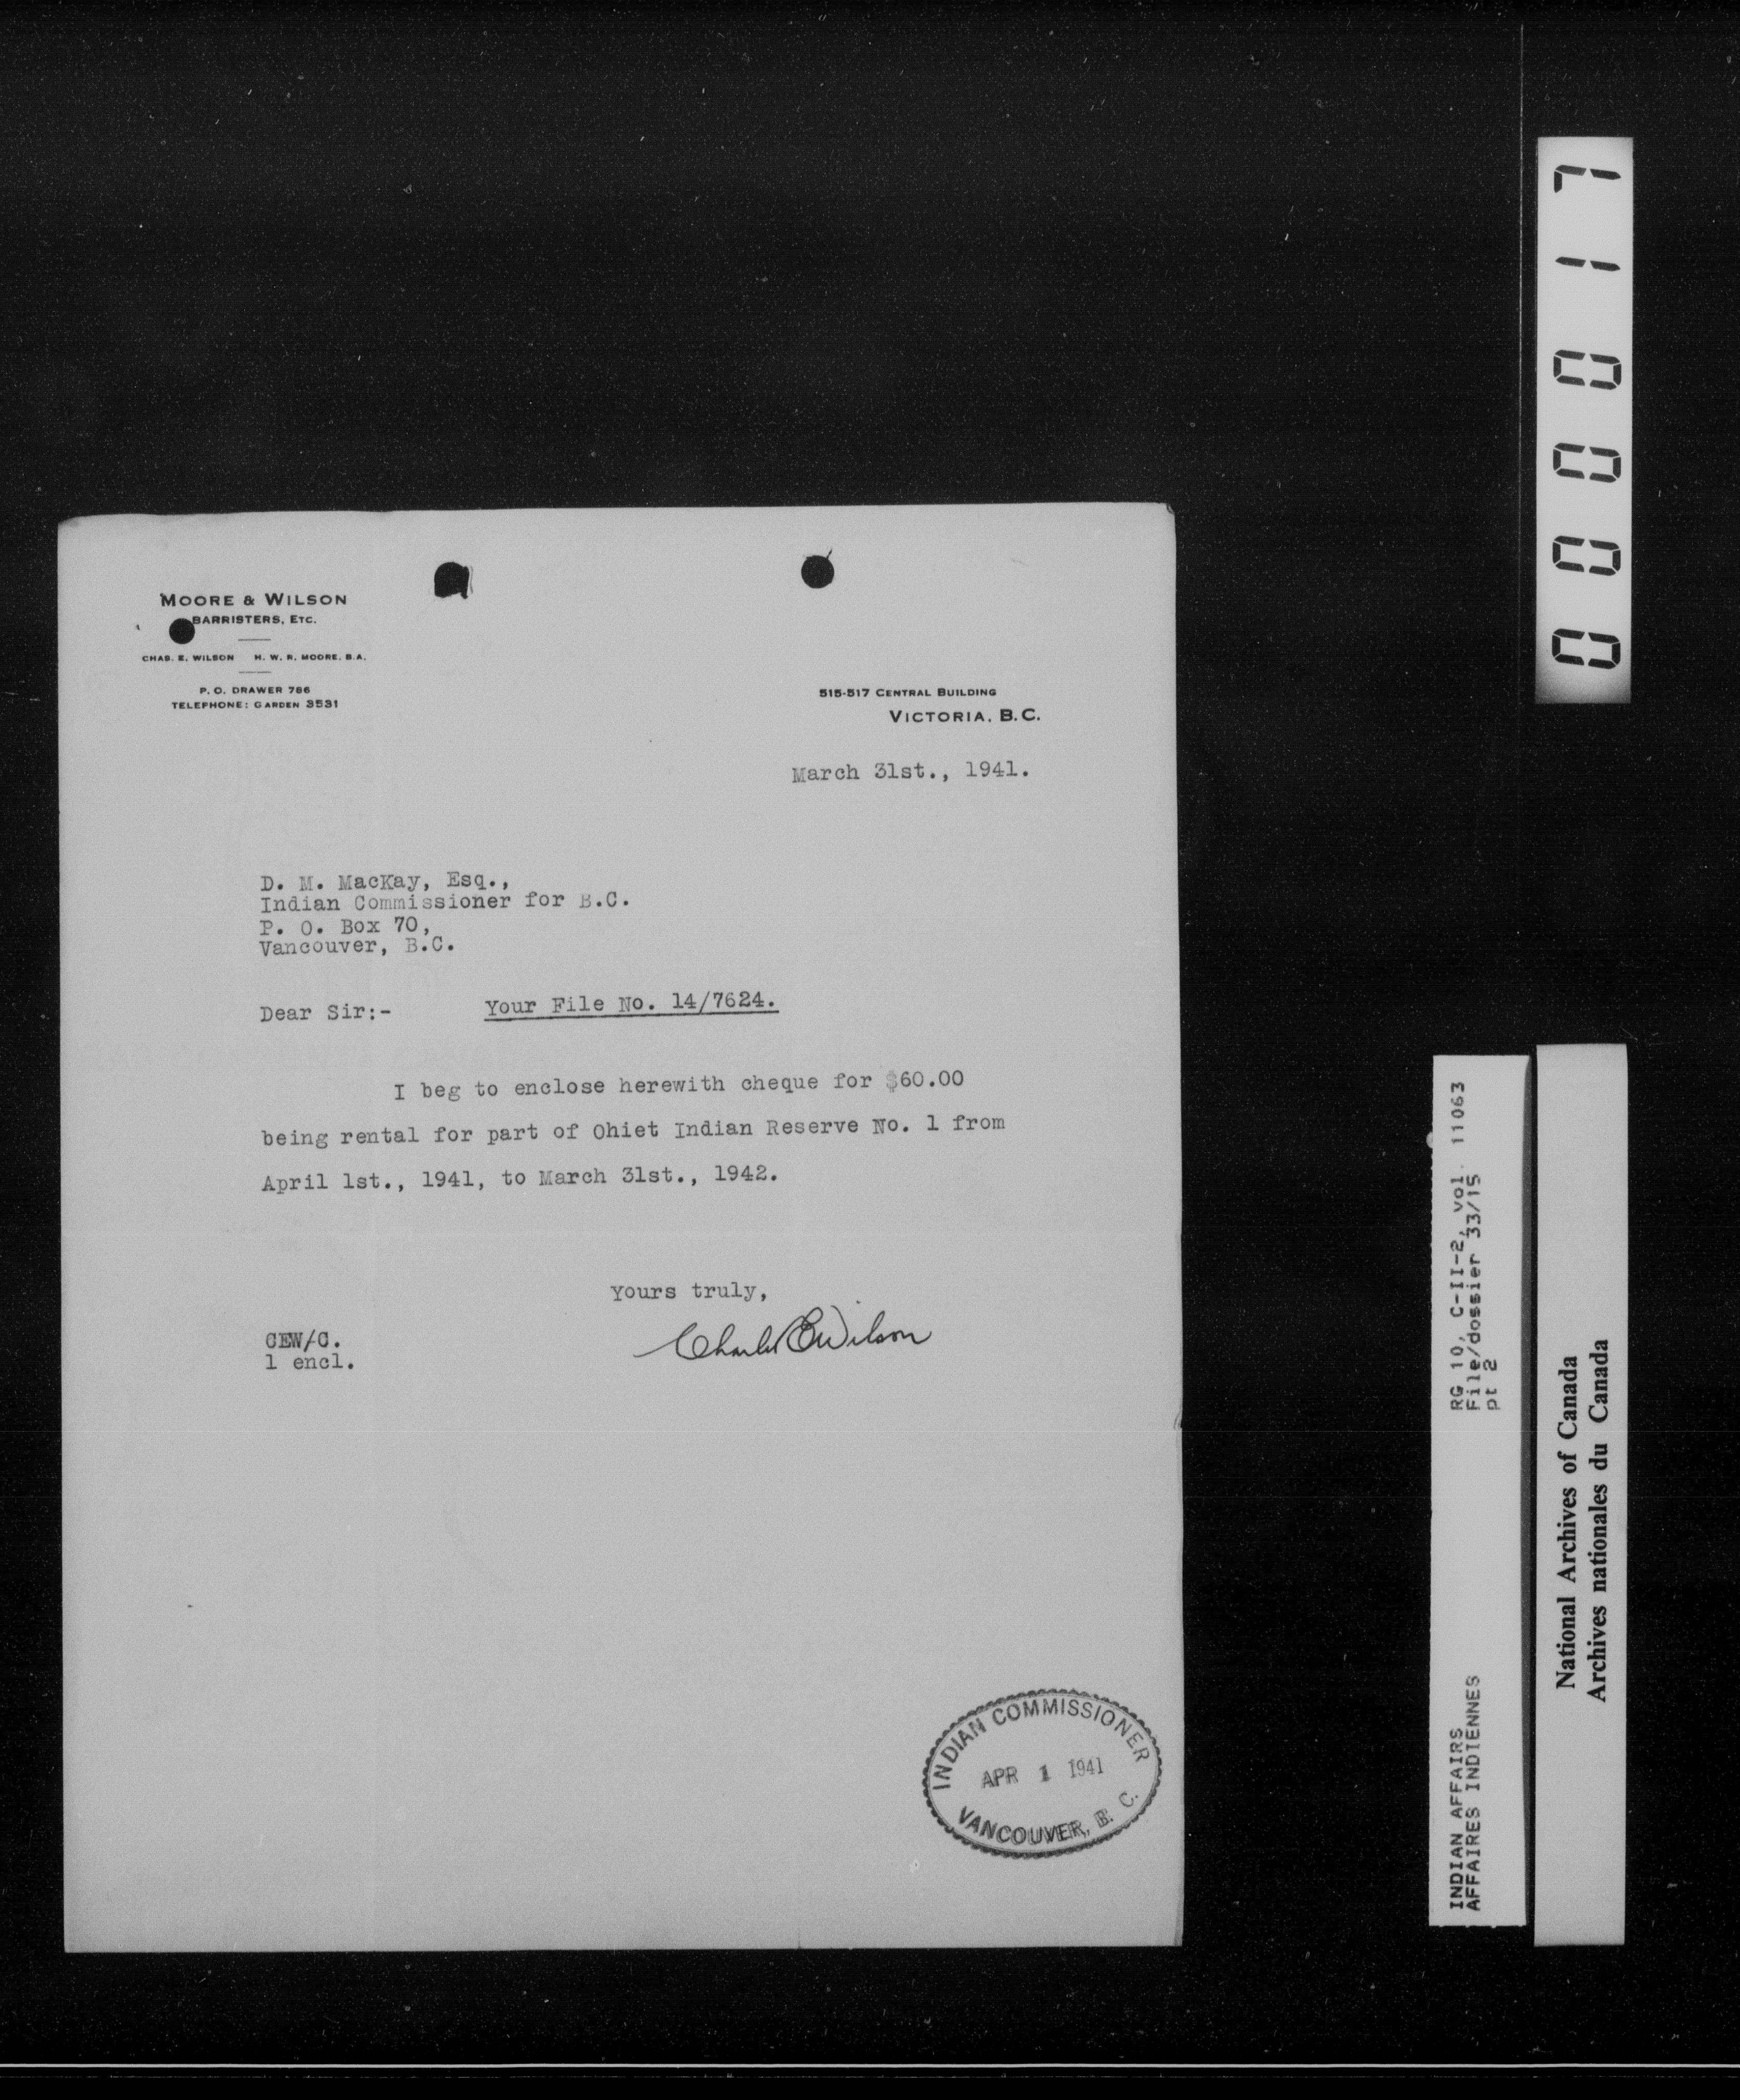 MOORE & WILSON
BARRISTERS, ETC.
CHAS. E. WILSON H. W. R. MOORE, B.A.
P. O. DRAWER 786
TELEPHONE: GARDEN 3531
515-517 CENTRAL BUILDING
VICTORIA, B.C.
March 31st., 1941.
D. M. MacKay, Esq.,
Indian Commissioner for B.C.
P. O. Box 70,
Vancouver, B.C.
Dear Sir:- Your File No. 14/7624.
I beg to enclose herewith cheque for $60.00
being rental for part of Ohiet Indian Reserve No. 1 from
April 1st., 1941, to March 31st., 1942.
Yours truly,
Charles E Wilson
CEW/C.
1 encl.
INDIAN COMMISSIONER
APR 1 1941
VANCOUVER, B. C.
000017
INDIAN AFFAIRS RG 10, C-II-2, vol. 11063
AFFAIRES INDIENNES File/dossier 33/15
pt 2
National Archives of Canada
Archives nationales du Canada